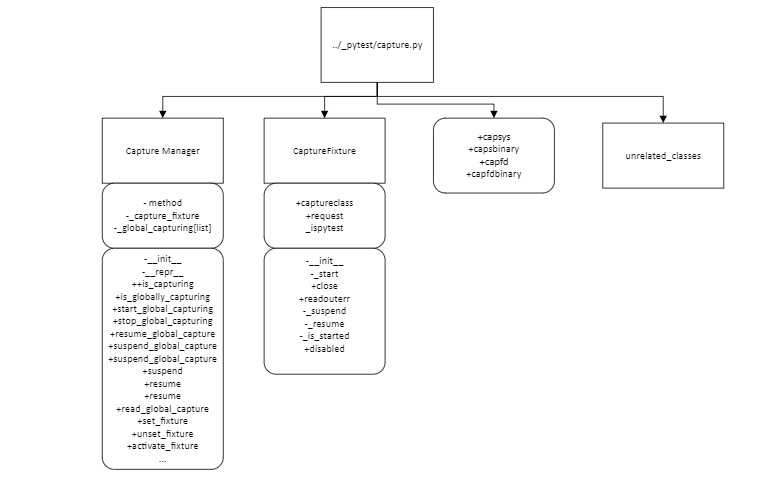 ../_pytest/capture.py
Capture Manager
- method
-_capture_fixture
-_global_capturing[list]
-__init__
-__repr__
++is_capturing
+is_globally_capturing
+start_global_capturing
+stop_global_capturing
+resume_global_capture
+suspend_global_capture
+suspend_global_capture
+suspend
+resume
+resume
+read_global_capture
+set_fixture
+unset_fixture
+activate_fixture
...
CaptureFixture
+captureclass
+request
_ispytest
-__init__
-_start
+close
+readouterr
-_suspend
-_resume
-_is_started
+disabled
+capsys
+capsbinary
+capfd
+capfdbinary
unrelated_classes